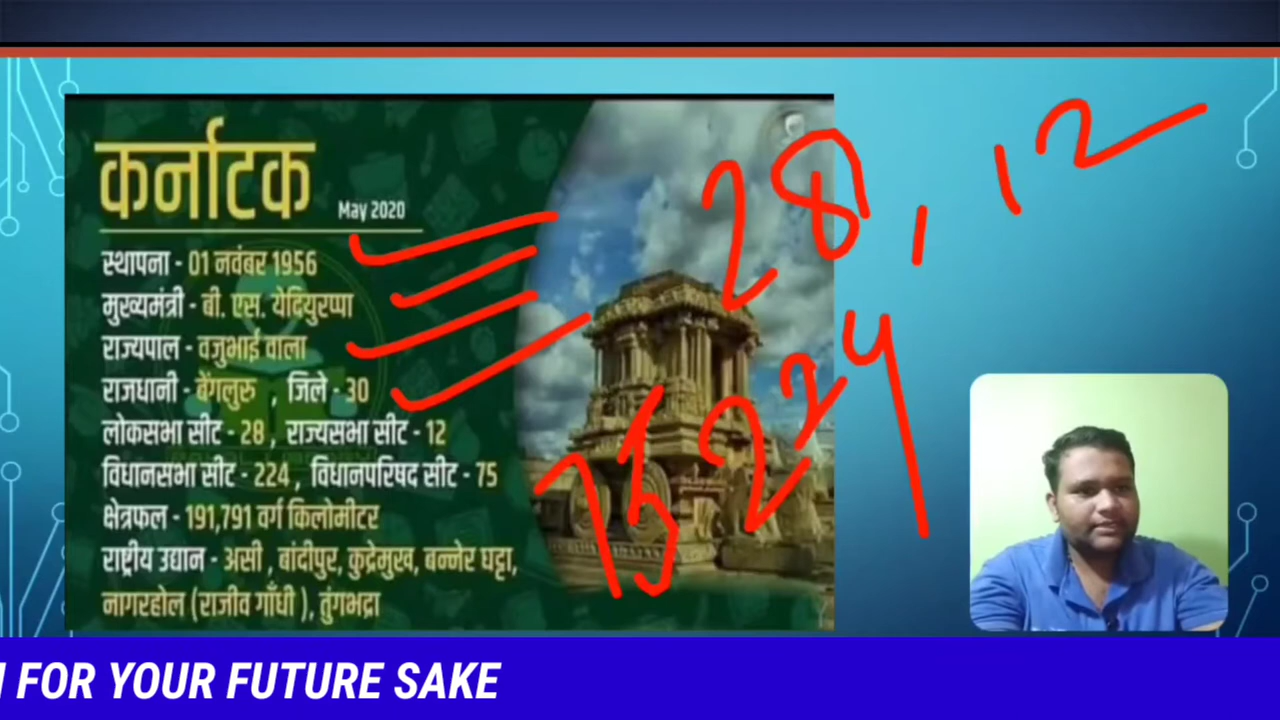 कर्नाटक
May 2020
स्थापना - 01 नवंबर 1956
मुख्यमंत्री - बी. एस. येदियुरप्पा
राज्यपाल - वजुभाई वाला
राजधानी - बेंगलुरु , जिले - 30
लोकसभा सीट - 28 , राज्यसभा सीट - 12
विधानसभा सीट - 224 , विधानपरिषद सीट - 75
क्षेत्रफल - 191,791 वर्ग किलोमीटर
राष्ट्रीय उद्यान - असी , बांदीपुर, कुद्रेमुख, बन्नेर घट्टा,
नागरहोल (राजीव गाँधी ), तुंगभद्रा
28, 12
224
75
FOR YOUR FUTURE SAKE